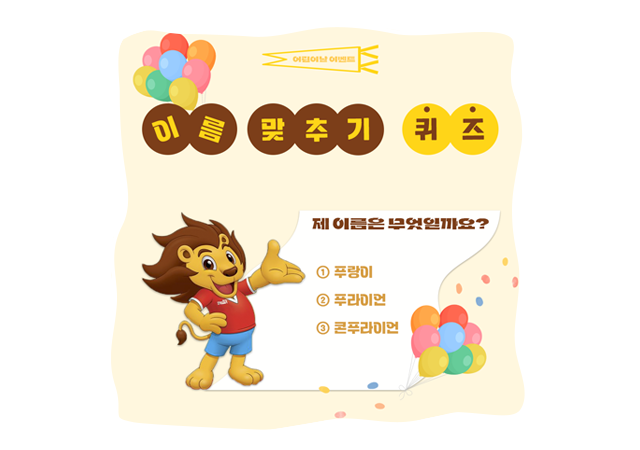 어린이날 이벤트
이름 맞추기 퀴즈
제 이름은 무엇일까요?
① 푸랑이
② 푸라이언
③ 콘푸라이언